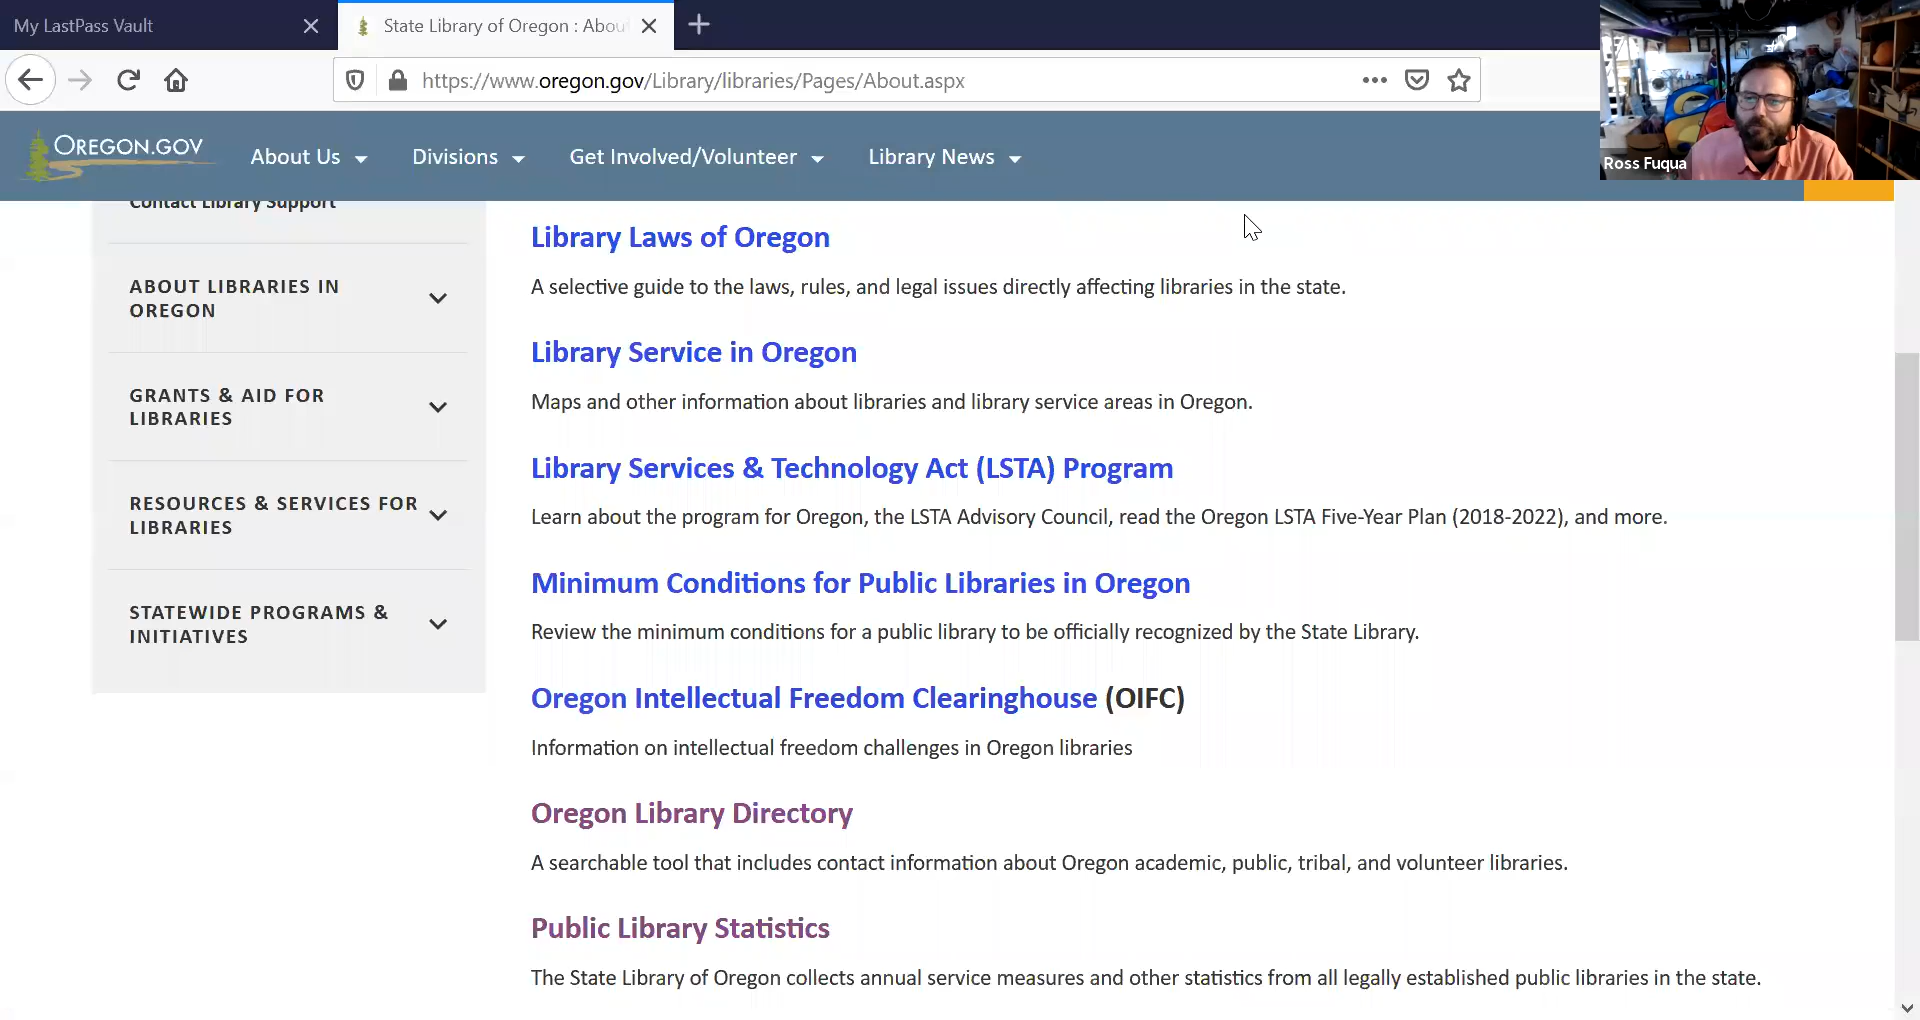 My LastPass Vault
State Library of Oregon : Abou
https://www.oregon.gov/Library/libraries/Pages/About.aspx
Ross Fuqua
OREGON.GOV
About Us
Divisions
Get Involved/Volunteer
Library News
Contact Library Support
ABOUT LIBRARIES IN
OREGON
GRANTS & AID FOR
LIBRARIES
RESOURCES & SERVICES FOR
LIBRARIES
STATEWIDE PROGRAMS &
INITIATIVES
Library Laws of Oregon
A selective guide to the laws, rules, and legal issues directly affecting libraries in the state.
Library Service in Oregon
Maps and other information about libraries and library service areas in Oregon.
Library Services & Technology Act (LSTA) Program
Learn about the program for Oregon, the LSTA Advisory Council, read the Oregon LSTA Five-Year Plan (2018-2022), and more.
Minimum Conditions for Public Libraries in Oregon
Review the minimum conditions for a public library to be officially recognized by the State Library.
Oregon Intellectual Freedom Clearinghouse (OIFC)
Information on intellectual freedom challenges in Oregon libraries
Oregon Library Directory
A searchable tool that includes contact information about Oregon academic, public, tribal, and volunteer libraries.
Public Library Statistics
The State Library of Oregon collects annual service measures and other statistics from all legally established public libraries in the state.